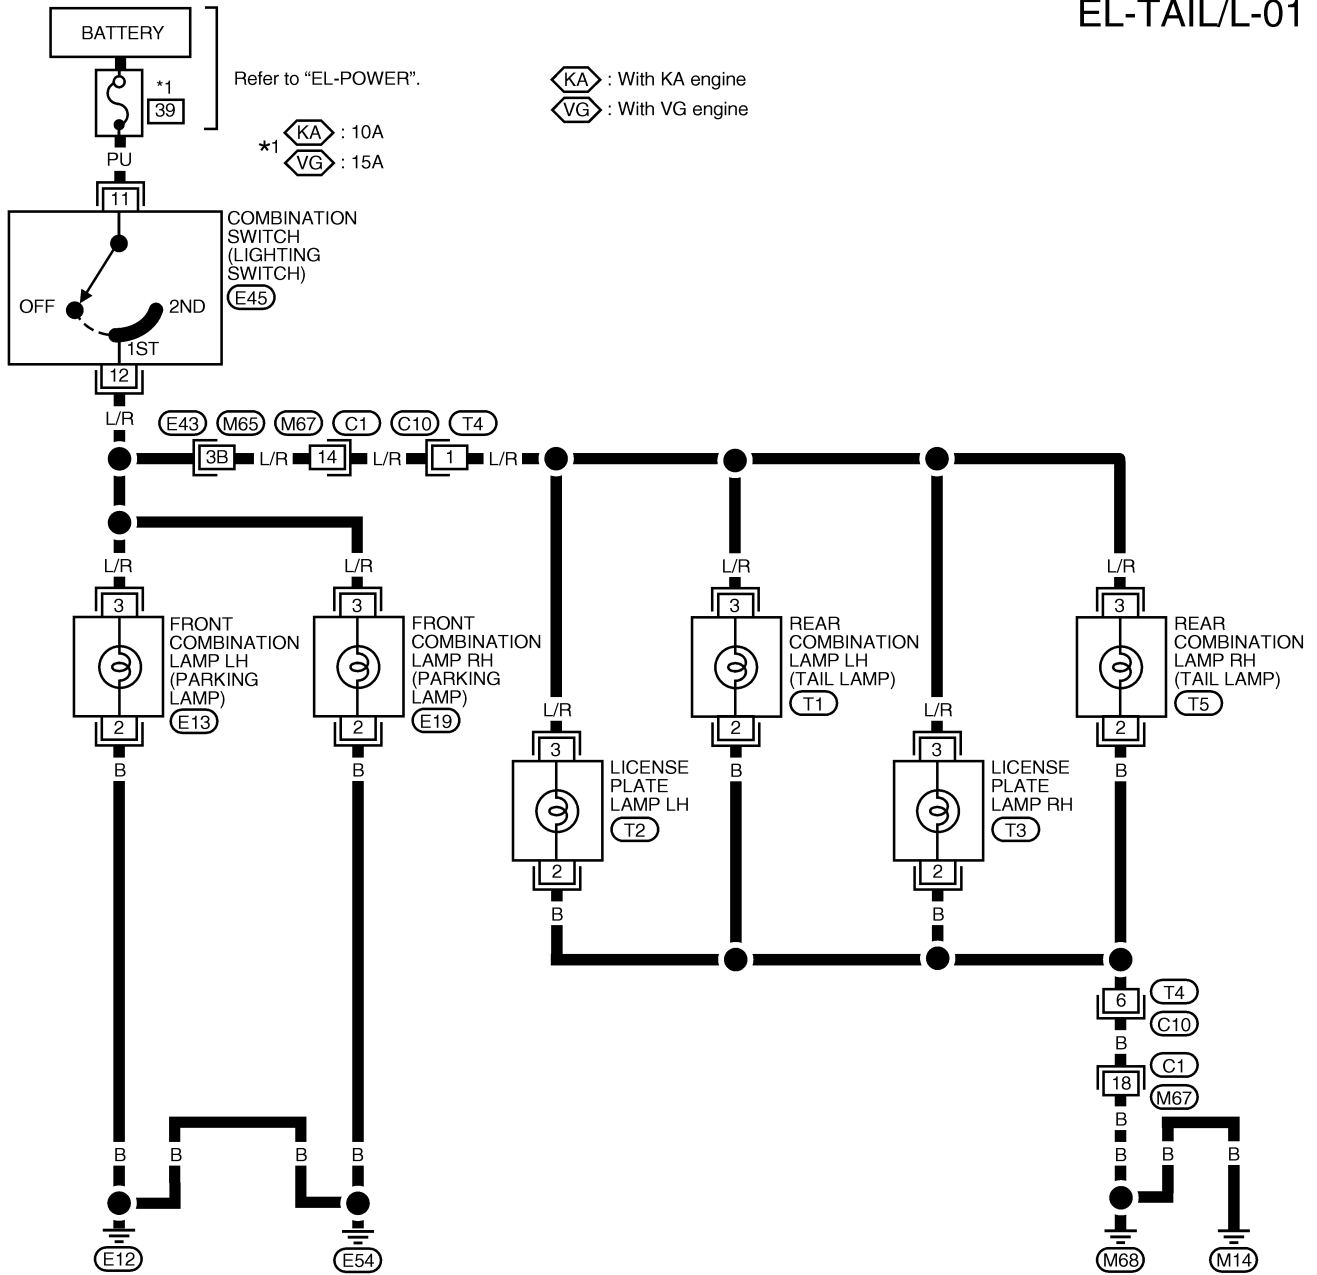 EL-TAIL/L-01
BATTERY
*1
39
Refer to “EL-POWER”.
KA : With KA engine
VG : With VG engine
*1
KA : 10A
VG : 15A
PU
11
COMBINATION
SWITCH
(LIGHTING
SWITCH)
E45
OFF
2ND
1ST
12
L/R
E43 M65 M67 C1 C10 T4
3B L/R 14 L/R 1 L/R
L/R L/R L/R L/R
3
FRONT
COMBINATION
LAMP LH
(PARKING
LAMP)
E13
2
B
3
FRONT
COMBINATION
LAMP RH
(PARKING
LAMP)
E19
2
B
L/R
3
LICENSE
PLATE
LAMP LH
T2
2
B
3
REAR
COMBINATION
LAMP LH
(TAIL LAMP)
T1
2
B
L/R
3
LICENSE
PLATE
LAMP RH
T3
2
B
3
REAR
COMBINATION
LAMP RH
(TAIL LAMP)
T5
2
B
6
T4
C10
B
18
C1
M67
B
B B B B B B B
E12 E54 M68 M14